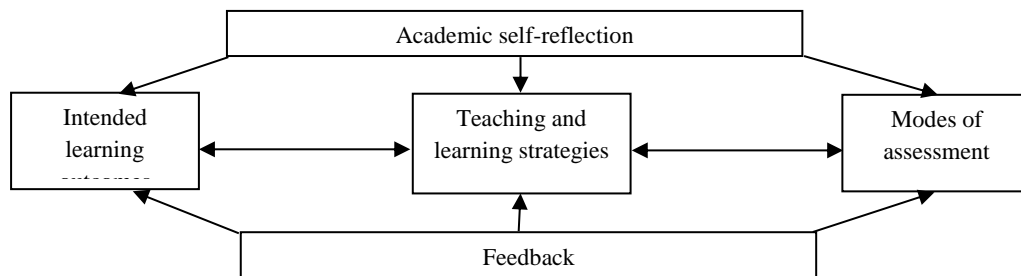 Academic self-reflection
Intended
learning
Teaching and
learning strategies
Modes of
assessment
Feedback